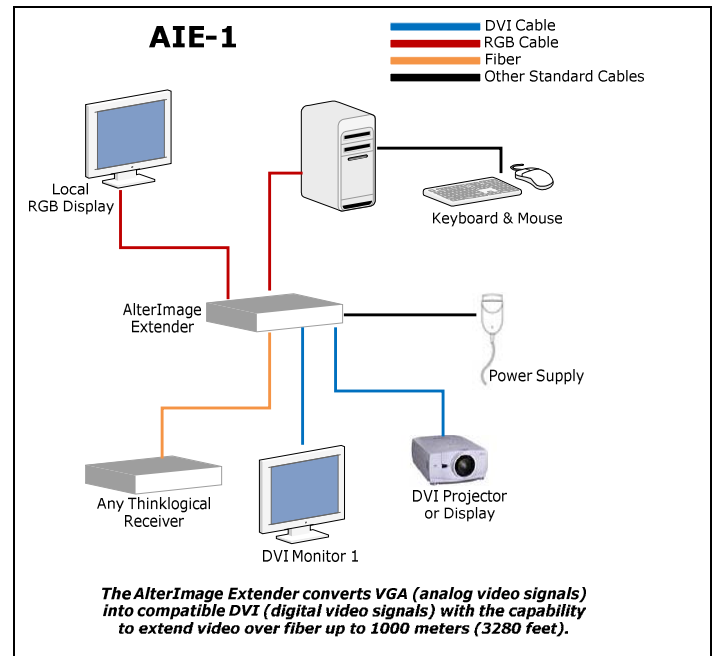 AIE-1
DVI Cable
RGB Cable
Fiber
Other Standard Cables
Local
RGB Display
Keyboard & Mouse
AlterImage
Extender
Power Supply
Any Thinklogical
Receiver
DVI Monitor 1
DVI Projector
or Display
The AlterImage Extender converts VGA (analog video signals)
into compatible DVI (digital video signals) with the capability
to extend video over fiber up to 1000 meters (3280 feet).